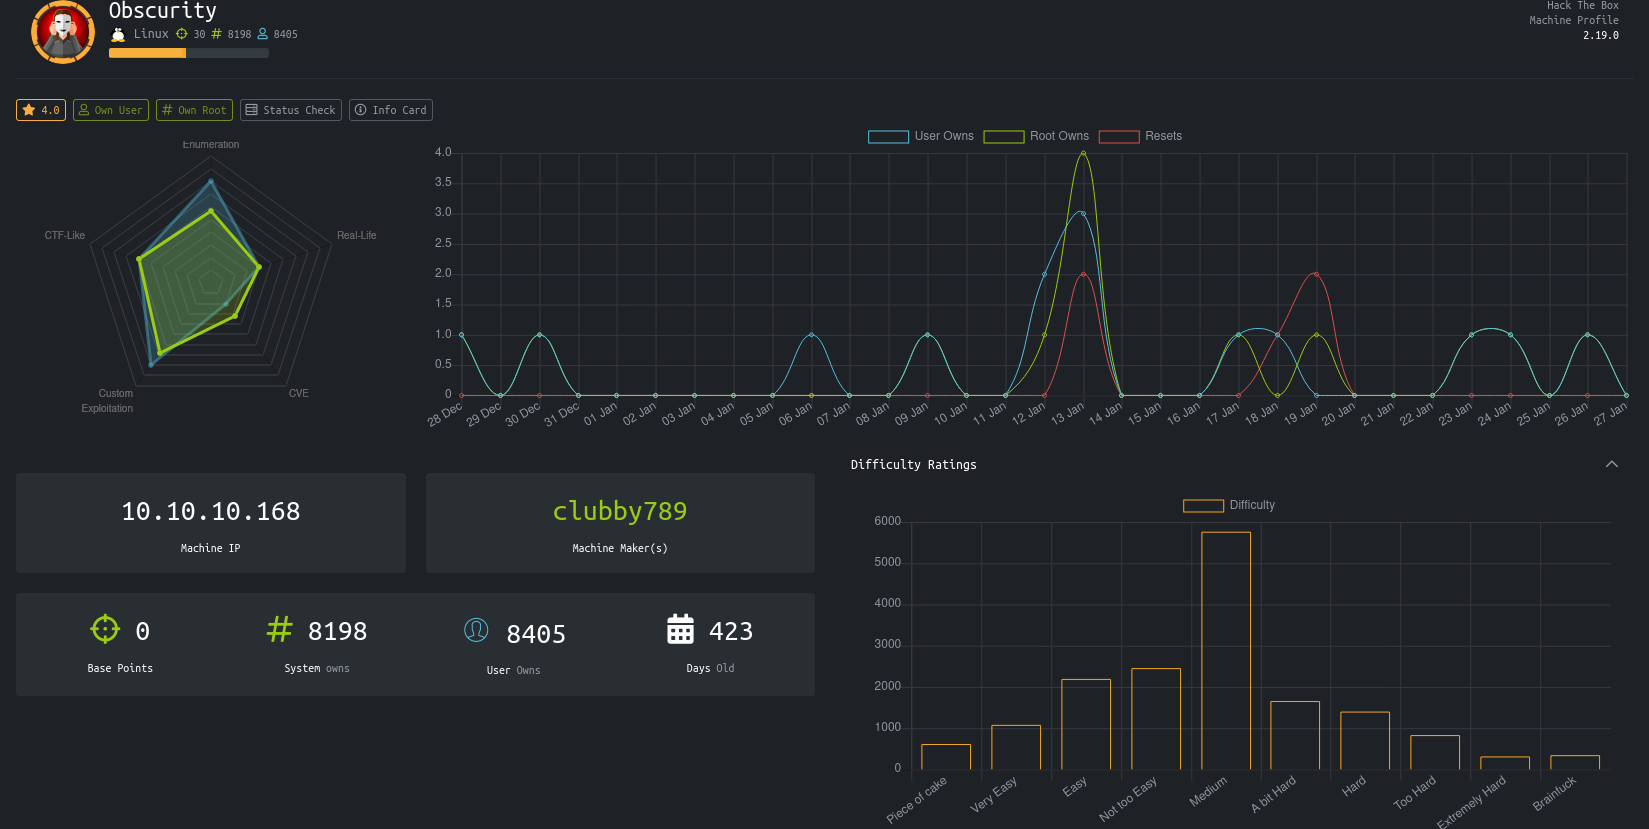 Obscurity
Linux 30 # 8198 8405
Hack The Box
Machine Profile
2.19.0
4.0 Own User # Own Root Status Check Info Card
Enumeration
Real-Life
CVE
Custom
Exploitation
CTF-Like
User Owns Root Owns Resets
4.0
3.5
3.0
2.5
2.0
1.5
1.0
0.5
0
28 Dec 29 Dec 30 Dec 31 Dec 01 Jan 02 Jan 03 Jan 04 Jan 05 Jan 06 Jan 07 Jan 08 Jan 09 Jan 10 Jan 11 Jan 12 Jan 13 Jan 14 Jan 15 Jan 16 Jan 17 Jan 18 Jan 19 Jan 20 Jan 21 Jan 22 Jan 23 Jan 24 Jan 25 Jan 26 Jan 27 Jan
10.10.10.168
Machine IP
clubby789
Machine Maker(s)
0
Base Points
# 8198
System owns
8405
User Owns
423
Days Old
Difficulty Ratings
Difficulty
6000
5000
4000
3000
2000
1000
0
Piece of cake Very Easy Easy Not too Easy Medium A bit Hard Hard Too Hard Extremely Hard Brainfuck